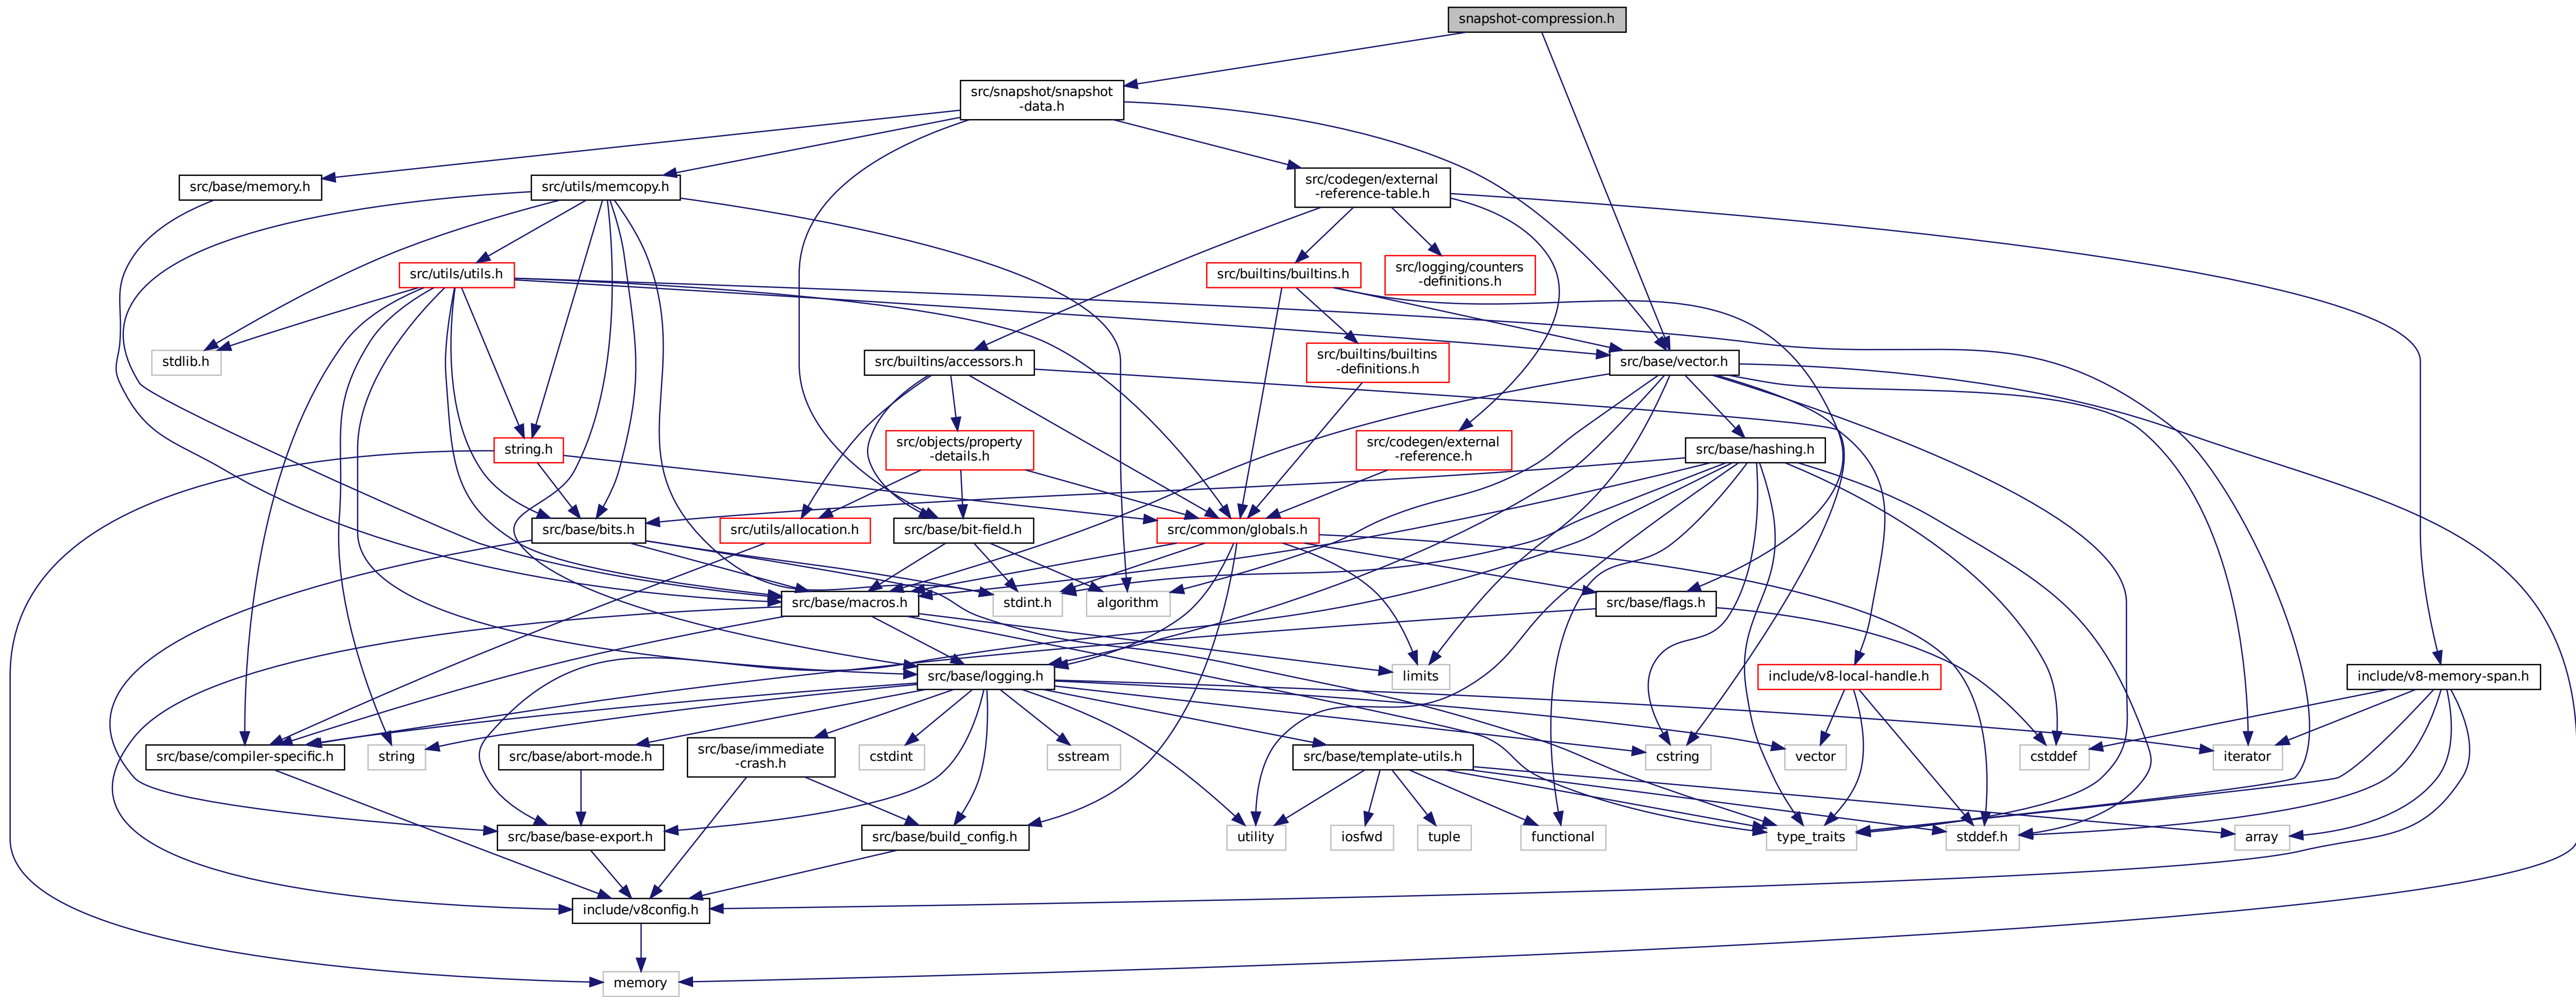 snapshot-compression.h
src/snapshot/snapshot
-data.h
src/base/memory.h
src/utils/memcopy.h
src/codegen/external
-reference-table.h
src/utils/utils.h
src/builtins/builtins.h
src/logging/counters
-definitions.h
stdlib.h
src/builtins/accessors.h
src/builtins/builtins
-definitions.h
src/base/vector.h
string.h
src/objects/property
-details.h
src/codegen/external
-reference.h
src/base/hashing.h
src/base/bits.h
src/utils/allocation.h
src/base/bit-field.h
src/common/globals.h
src/base/macros.h
stdint.h
algorithm
src/base/flags.h
src/base/logging.h
limits
include/v8-local-handle.h
include/v8-memory-span.h
src/base/compiler-specific.h
string
src/base/abort-mode.h
src/base/immediate
-crash.h
cstdint
sstream
src/base/template-utils.h
cstring
vector
cstddef
iterator
src/base/base-export.h
src/base/build_config.h
utility
iosfwd
tuple
functional
type_traits
stddef.h
array
include/v8config.h
memory